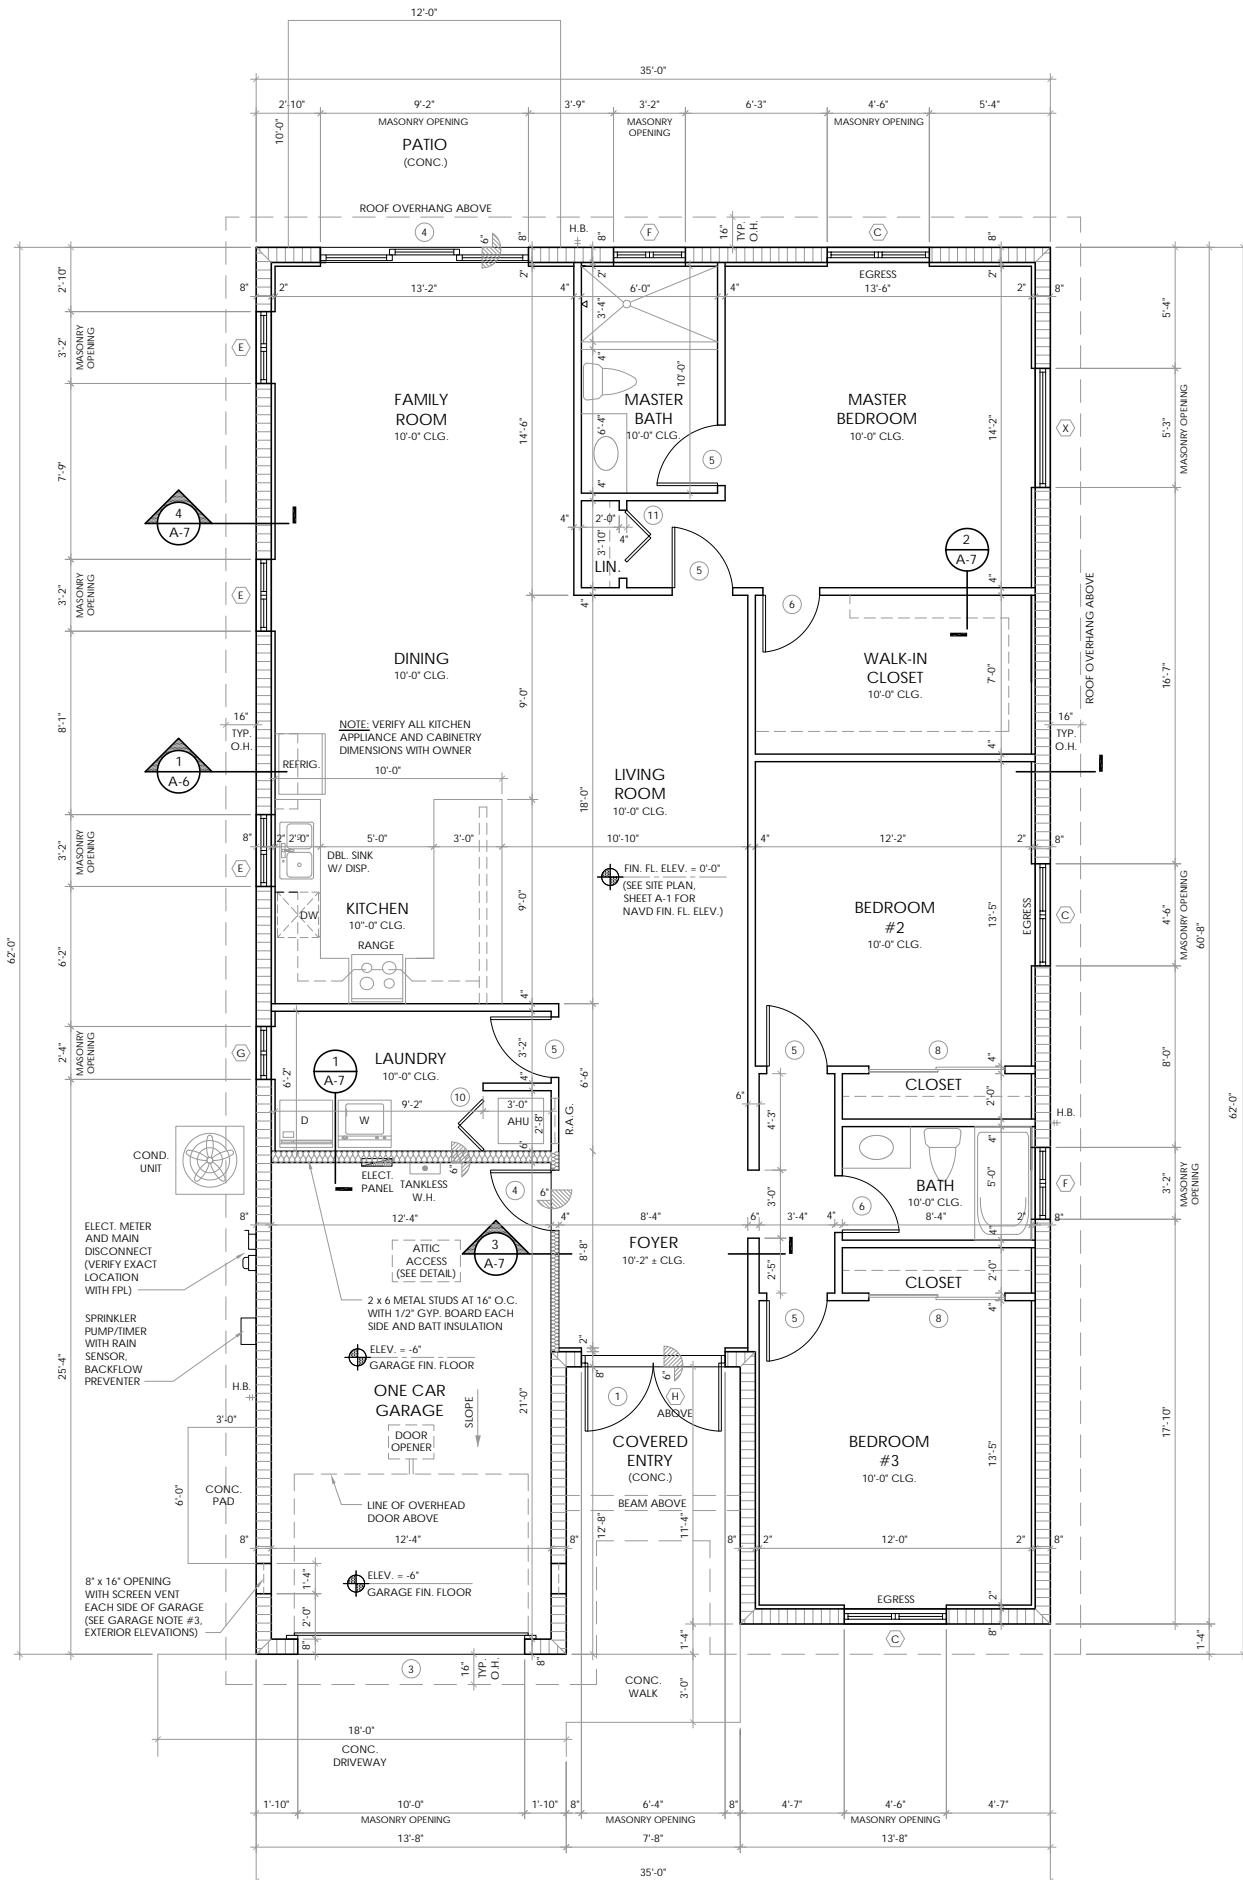 12'-0"
35'-0"
2'-10"
9'-2"
3'-9"
3'-2"
6'-3"
4'-6"
5'-4"
MASONRY OPENING
MASONRY
OPENING
MASONRY OPENING
10'-0"
PATIO
(CONC.)
ROOF OVERHANG ABOVE
4
6"
8"
H.B.
8"
F
16"
TYP.
O.H.
C
8"
EGRESS
2'-10"
8"
2"
13'-2"
2"
4"
2"
6'-0"
4"
13'-6"
2"
2"
8"
3'-4"
5'-4"
3'-2"
MASONRY
OPENING
E
4"
10'-0"
FAMILY
ROOM
10'-0" CLG.
14'-6"
MASTER
BATH
10'-0" CLG.
6'-4"
MASTER
BEDROOM
10'-0" CLG.
14'-2"
X
5'-3"
MASONRY OPENING
5
7'-9"
4"
4
A-7
4"
2'-0"
11
4"
3'-10"
LIN.
5
2
A-7
3'-2"
MASONRY
OPENING
E
4"
4"
6
ROOF OVERHANG ABOVE
DINING
10'-0" CLG.
9'-0"
WALK-IN
CLOSET
10'-0" CLG.
7'-0"
16'-7"
8'-1"
16"
TYP.
O.H.
NOTE: VERIFY ALL KITCHEN
APPLIANCE AND CABINETRY
DIMENSIONS WITH OWNER
4"
16"
TYP.
O.H.
1
A-6
REFRIG.
10'-0"
LIVING
ROOM
10'-0" CLG.
18'-0"
3'-2"
MASONRY
OPENING
8"
2"
2'-0"
5'-0"
3'-0"
10'-10"
4"
12'-2"
2"
8"
E
DBL. SINK
W/ DISP.
FIN. FL. ELEV. = 0'-0"
(SEE SITE PLAN,
SHEET A-1 FOR
NAVD FIN. FL. ELEV.)
DW
KITCHEN
10"-0" CLG.
RANGE
9'-0"
BEDROOM
#2
10'-0" CLG.
13'-5"
EGRESS
C
4'-6"
MASONRY OPENING
62'-0"
60'-8"
6'-2"
4"
2'-4"
MASONRY
OPENING
G
LAUNDRY
10"-0" CLG.
3'-2"
5
5
8
4"
8'-0"
1
A-7
6'-2"
4"
6'-6"
CLOSET
9'-2"
10
3'-0"
D
W
AHU
2'-8"
R.A.G.
6"
4'-3"
2'-0"
H.B.
62'-0"
4"
COND.
UNIT
6"
6"
ELECT.
PANEL
TANKLESS
W.H.
4
6"
BATH
10'-0" CLG.
5'-0"
F
3'-2"
MASONRY
OPENING
3'-0"
6
8"
12'-4"
4"
8'-4"
6"
3'-4"
4"
8'-4"
2"
8"
4"
ELECT. METER
AND MAIN
DISCONNECT
(VERIFY EXACT
LOCATION
WITH FPL)
ATTIC
ACCESS
(SEE DETAIL)
3
A-7
8'-8"
FOYER
10'-2" ± CLG.
2'-5"
CLOSET
2'-0"
2 x 6 METAL STUDS AT 16" O.C.
WITH 1/2" GYP. BOARD EACH
SIDE AND BATT INSULATION
4"
5
8
SPRINKLER
PUMP/TIMER
WITH RAIN
SENSOR,
BACKFLOW
PREVENTER
ELEV. = -6"
GARAGE FIN. FLOOR
2"
8"
6"
25'-4"
H.B.
ONE CAR
GARAGE
SLOPE
21'-0"
1
H
ABOVE
3'-0"
DOOR
OPENER
COVERED
ENTRY
(CONC.)
BEDROOM
#3
10'-0" CLG.
13'-5"
17'-10"
6'-0"
CONC.
PAD
LINE OF OVERHEAD
DOOR ABOVE
BEAM ABOVE
12'-8"
11'-4"
8"
12'-4"
8"
8"
2"
12'-0"
2"
8"
8" x 16" OPENING
WITH SCREEN VENT
EACH SIDE OF GARAGE
(SEE GARAGE NOTE #3,
EXTERIOR ELEVATIONS)
1'-4"
ELEV. = -6"
GARAGE FIN. FLOOR
EGRESS
2"
2'-0"
8"
8"
C
8"
1'-4"
1'-4"
3
16"
TYP.
O.H.
CONC.
WALK
3'-0"
18'-0"
CONC.
DRIVEWAY
1'-10"
10'-0"
1'-10"
8"
6'-4"
8"
4'-7"
4'-6"
4'-7"
MASONRY OPENING
MASONRY OPENING
MASONRY OPENING
13'-8"
7'-8"
13'-8"
35'-0"